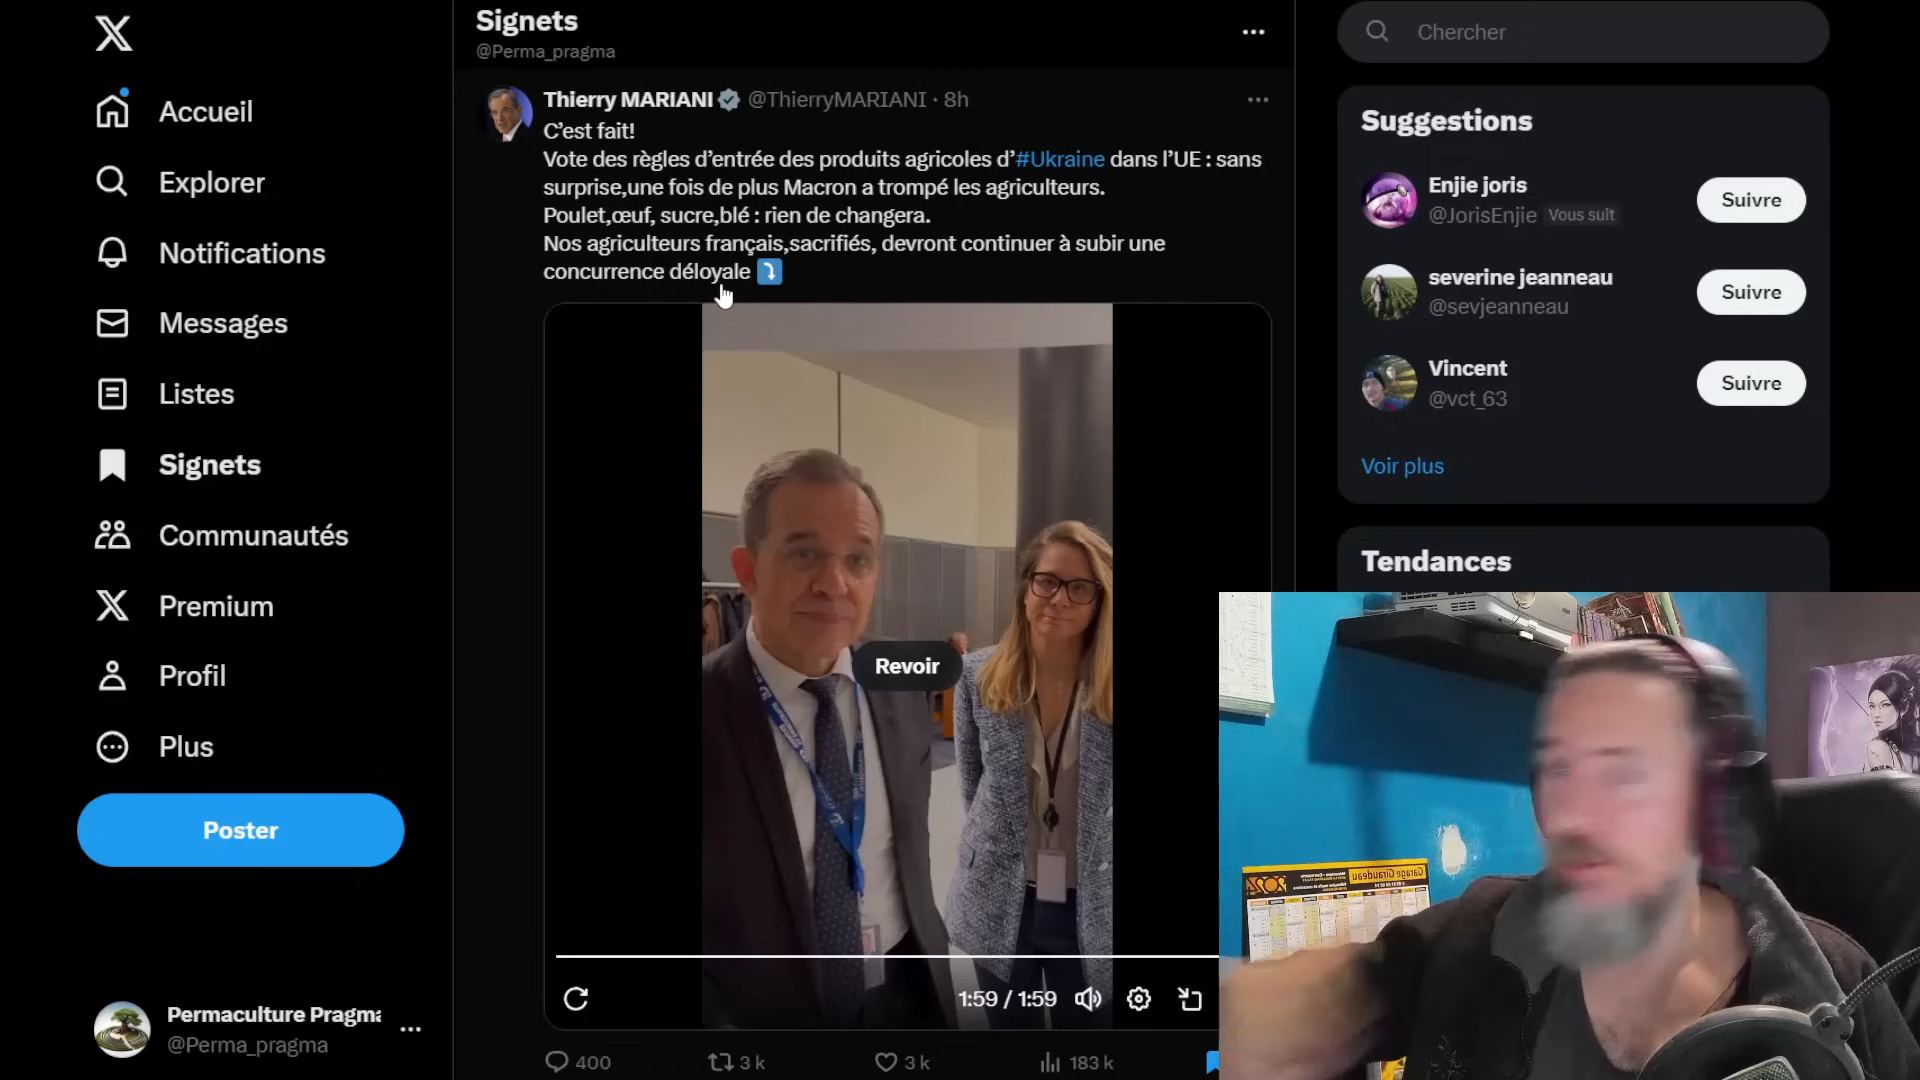 Signets
@Perma_pragma
Accueil
Explorer
Notifications
Messages
Listes
Signets
Communautés
Premium
Profil
Plus
Poster
Permaculture Pragma
@Perma_pragma
Thierry MARIANI @ThierryMARIANI · 8h
C'est fait!
Vote des règles d'entrée des produits agricoles d'#Ukraine dans l'UE : sans
surprise,une fois de plus Macron a trompé les agriculteurs.
Poulet,œuf, sucre,blé : rien de changera.
Nos agriculteurs français,sacrifiés, devront continuer à subir une
concurrence déloyale
Revoir
1:59 / 1:59
400
3 k
3 k
183 k
Chercher
Suggestions
Enjie joris
@JorisEnjie Vous suit
Suivre
severine jeanneau
@sevjeanneau
Suivre
Vincent
@vct_63
Suivre
Voir plus
Tendances
Garage Giraudeau